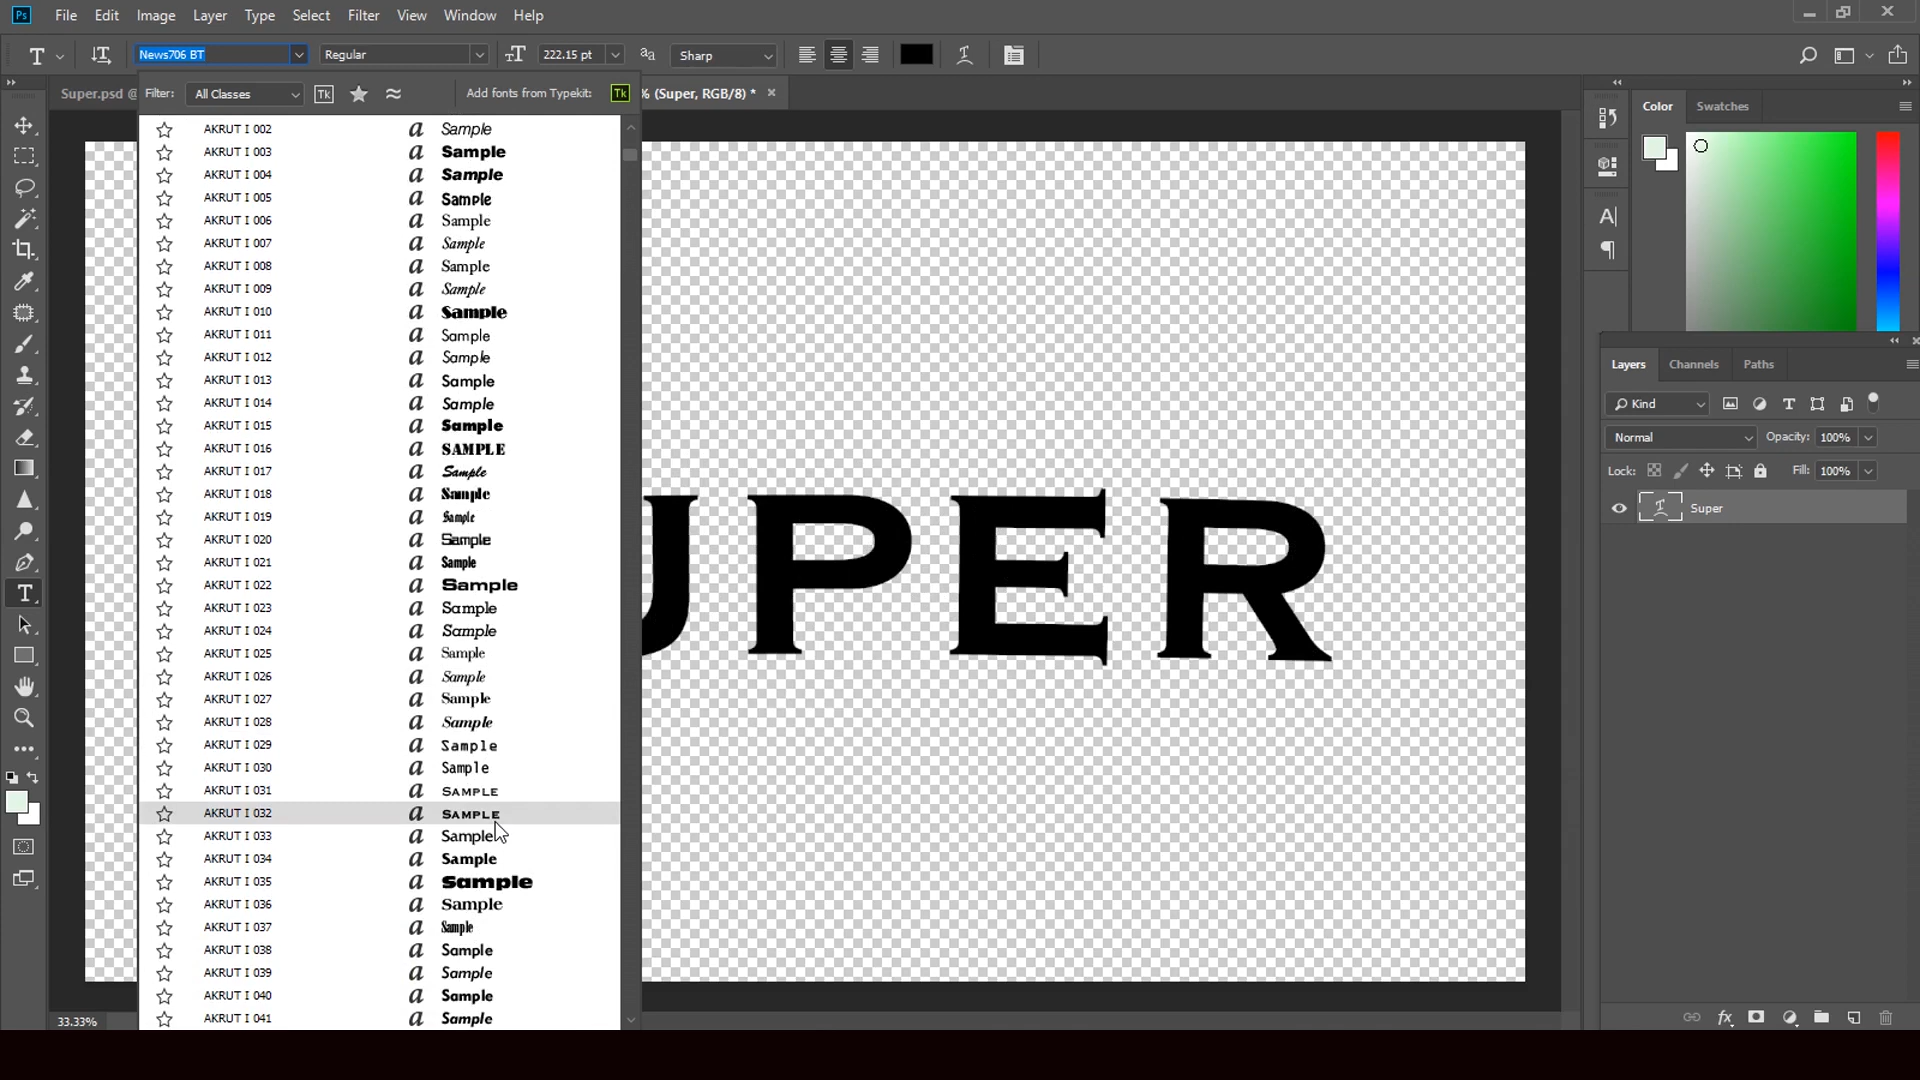 Ps File Edit Image Layer Type Select Filter View Window Help
T News706 BT Regular 222.15 pt aa Sharp
Super.psd @ % (Super, RGB/8) *
Filter: All Classes Tk Add fonts from Typekit: Tk
AKRUT I 002 a Sample
AKRUT I 003 a Sample
AKRUT I 004 a Sample
AKRUT I 005 a Sample
AKRUT I 006 a Sample
AKRUT I 007 a Sample
AKRUT I 008 a Sample
AKRUT I 009 a Sample
AKRUT I 010 a Sample
AKRUT I 011 a Sample
AKRUT I 012 a Sample
AKRUT I 013 a Sample
AKRUT I 014 a Sample
AKRUT I 015 a Sample
AKRUT I 016 a SAMPLE
AKRUT I 017 a Sample
AKRUT I 018 a Sample
AKRUT I 019 a Sample
AKRUT I 020 a Sample
AKRUT I 021 a Sample
AKRUT I 022 a Sample
AKRUT I 023 a Sample
AKRUT I 024 a Sample
AKRUT I 025 a Sample
AKRUT I 026 a Sample
AKRUT I 027 a Sample
AKRUT I 028 a Sample
AKRUT I 029 a Sample
AKRUT I 030 a Sample
AKRUT I 031 a SAMPLE
AKRUT I 032 a SAMPLE
AKRUT I 033 a Sample
AKRUT I 034 a Sample
AKRUT I 035 a Sample
AKRUT I 036 a Sample
AKRUT I 037 a Sample
AKRUT I 038 a Sample
AKRUT I 039 a Sample
AKRUT I 040 a Sample
AKRUT I 041 a Sample
UPER
33.33%
Color Swatches
Layers Channels Paths
Kind
Normal Opacity: 100%
Lock: Fill: 100%
Super
fx